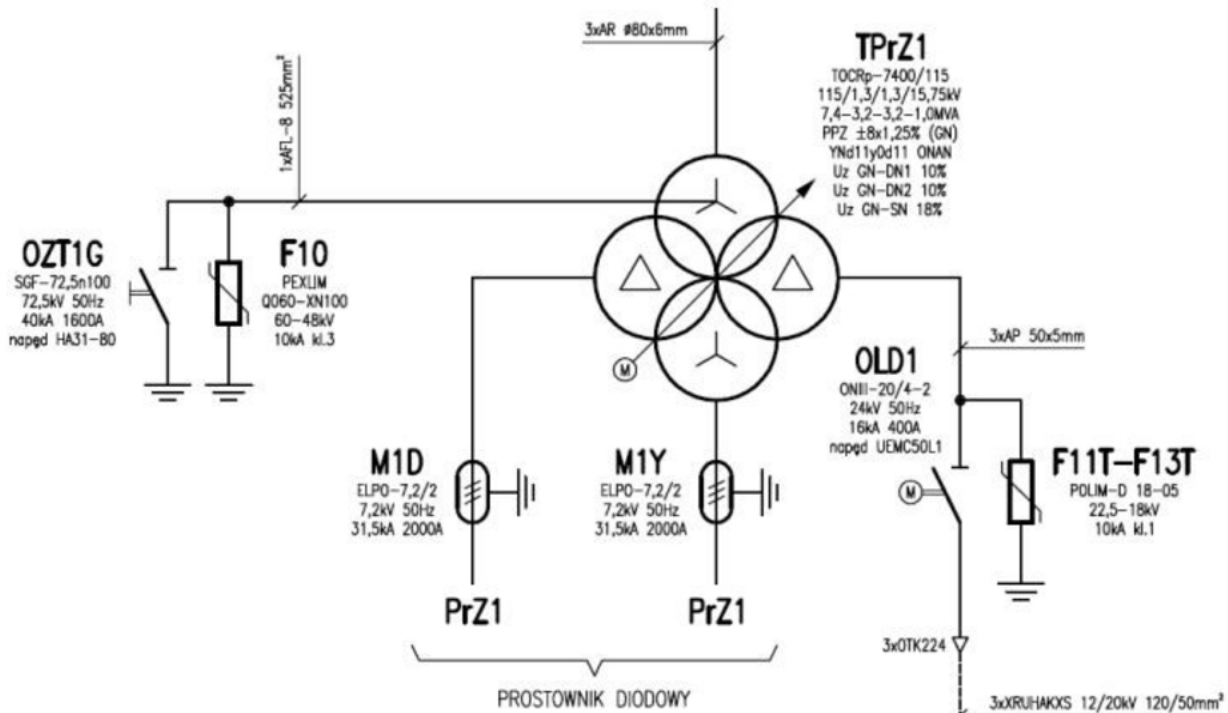 3xAR ø80x6mm
TPrZ1
TOCRp-7400/115
115/1,3/1,3/15,75kV
7,4-3,2-3,2-1,0MVA
PPZ ±8x1,25% (GN)
YNd11y0d11 ONAN
Uz GN-DN1 10%
Uz GN-DN2 10%
Uz GN-SN 18%
1xAFL-8 525mm²
OZT1G
SGF-72,5n100
72,5kV 50Hz
40kA 1600A
napęd HA31-80
F10
PEXLIM
Q060-XN100
60-48kV
10kA kl.3
M
3xAP 50x5mm
OLD1
ONIII-20/4-2
24kV 50Hz
16kA 400A
napęd UEMC50L1
M
F11T-F13T
POLIM-D 18-05
22,5-18kV
10kA kl.1
M1D
ELPO-7,2/2
7,2kV 50Hz
31,5kA 2000A
M1Y
ELPO-7,2/2
7,2kV 50Hz
31,5kA 2000A
PrZ1
PrZ1
3xOTK224
PROSTOWNIK DIODOWY
3xXRUHAKXS 12/20kV 120/50mm²